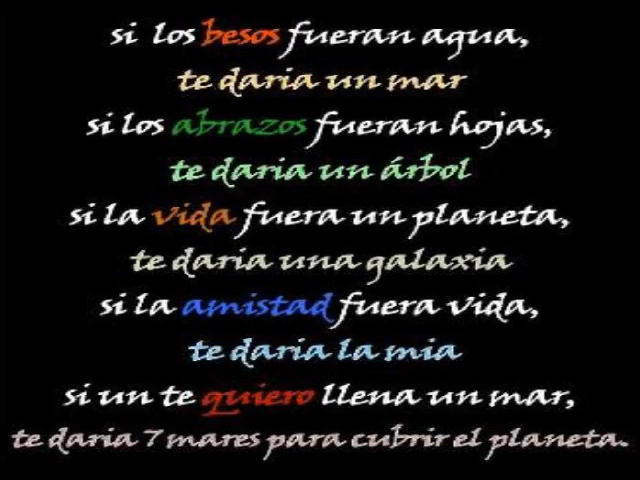 si los besos fueran agua,
te daria un mar
si los abrazos fueran hojas,
te daria un árbol
si la vida fuera un planeta,
te daria una galaxia
si la amistad fuera vida,
te daria la mia
si un te quiero llena un mar,
te daria 7 mares para cubrir el planeta.